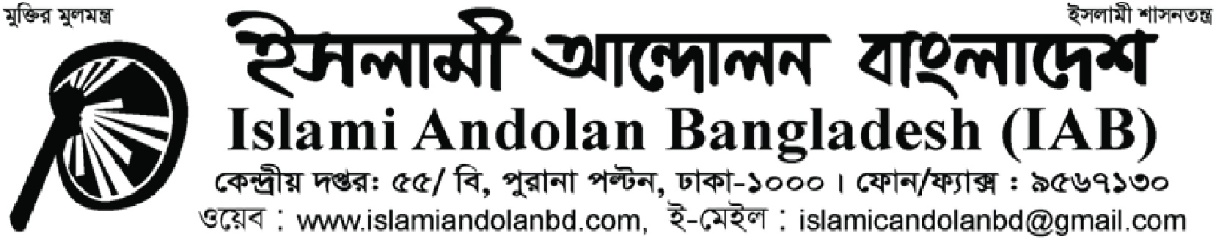 মুক্তির মুলমন্ত্র
ইসলামী শাসনতন্ত্র
ইসলামী আন্দোলন বাংলাদেশ
Islami Andolan Bangladesh (IAB)
কেন্দ্রীয় দপ্তরঃ ৫৫/ বি, পুরানা পল্টন, ঢাকা-১০০০ । ফোন/ফ্যাক্স : ৯৫৬৭১৩০
ওয়েব : www.islamiandolanbd.com, ই-মেইল : islamicandolanbd@gmail.com